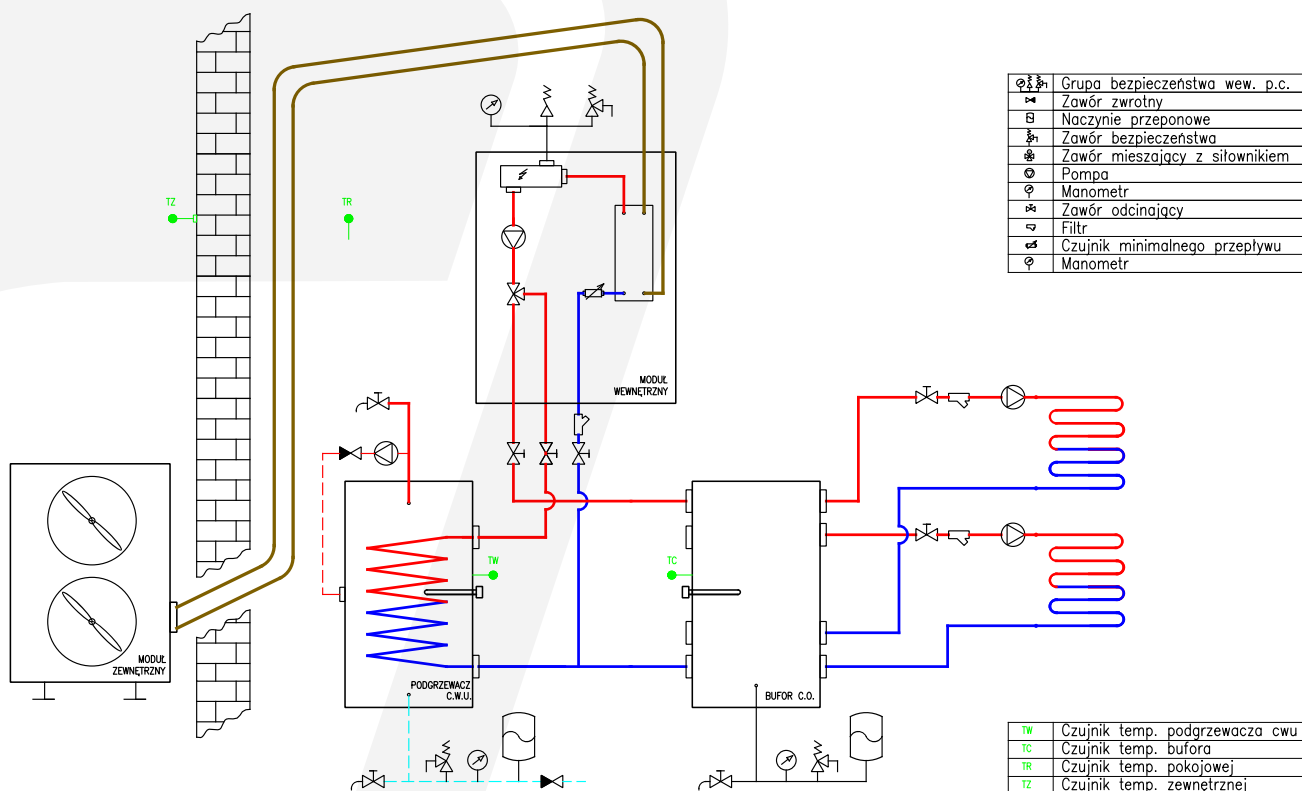 Grupa bezpieczeństwa wew. p.c.
Zawór zwrotny
Naczynie przeponowe
Zawór bezpieczeństwa
Zawór mieszający z siłownikiem
Pompa
Manometr
Zawór odcinający
Filtr
Czujnik minimalnego przepływu
Manometr
TZ
TR
MODUŁ
WEWNĘTRZNY
TW
TC
MODUŁ
ZEWNĘTRZNY
PODGRZEWACZ
C.W.U.
BUFOR C.O.
TW Czujnik temp. podgrzewacza cwu
TC Czujnik temp. bufora
TR Czujnik temp. pokojowej
TZ Czujnik temp. zewnetrznej